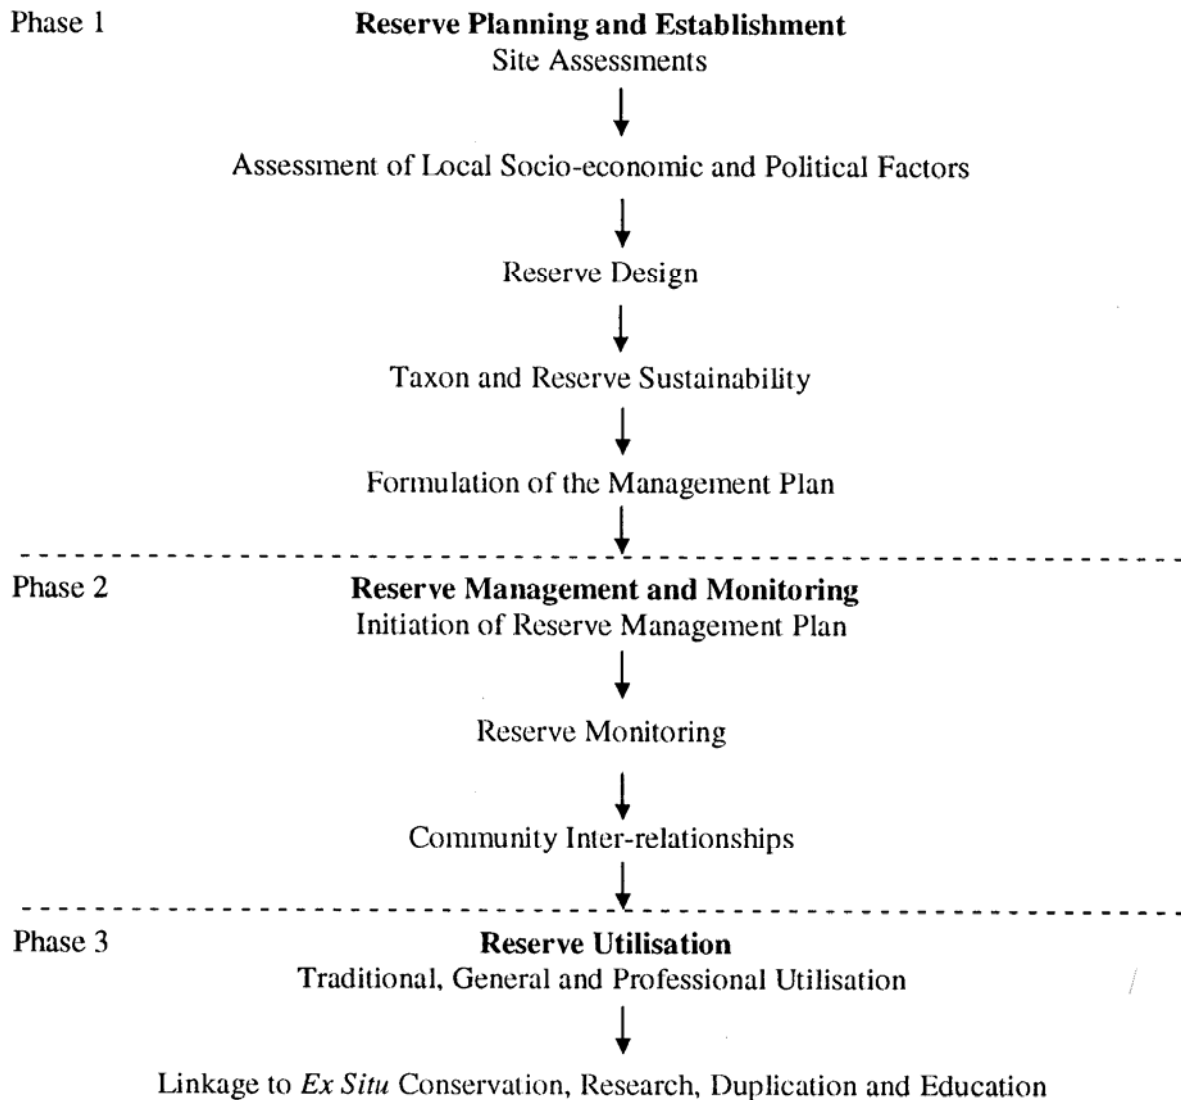 Phase 1 Reserve Planning and Establishment
Site Assessments
Assessment of Local Socio-economic and Political Factors
Reserve Design
Taxon and Reserve Sustainability
Formulation of the Management Plan
Phase 2 Reserve Management and Monitoring
Initiation of Reserve Management Plan
Reserve Monitoring
Community Inter-relationships
Phase 3 Reserve Utilisation
Traditional, General and Professional Utilisation
Linkage to Ex Situ Conservation, Research, Duplication and Education